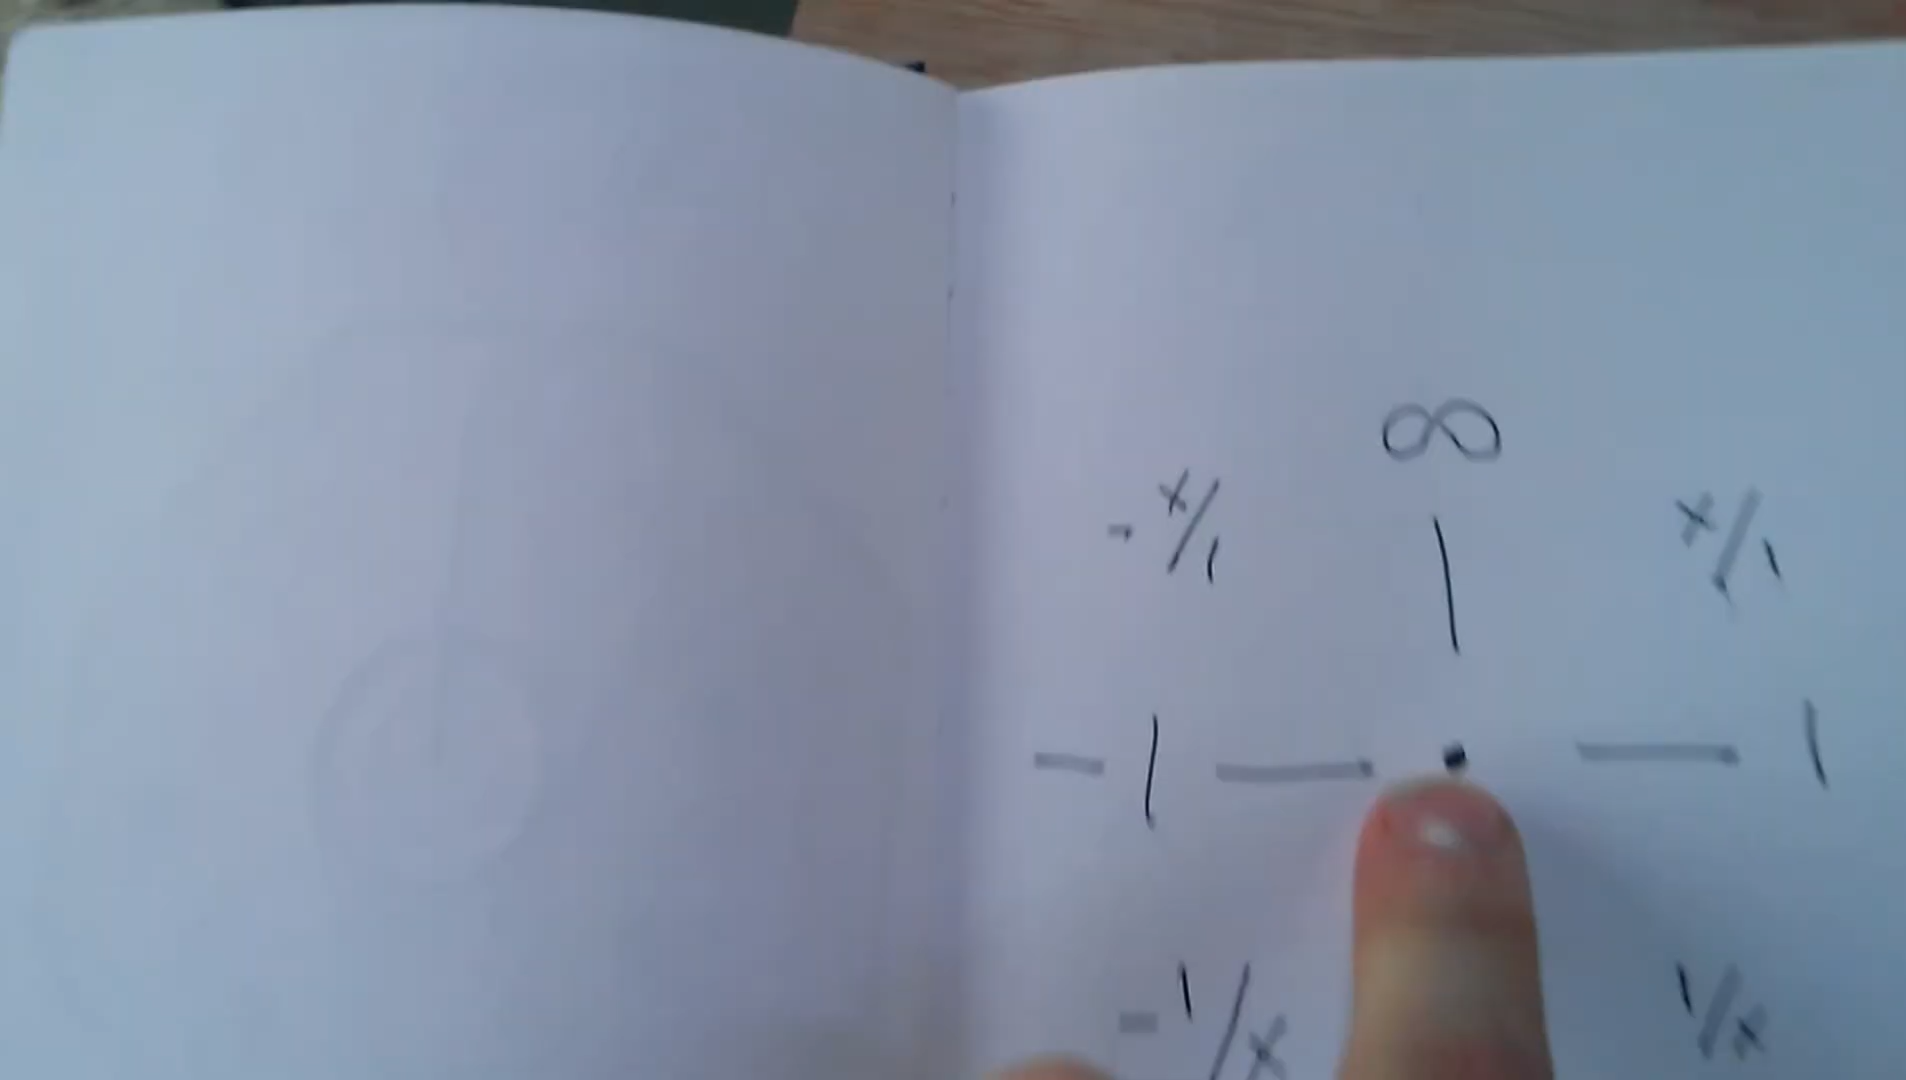 ∞
- x/1 x/1
-1 1
- 1/x 1/x